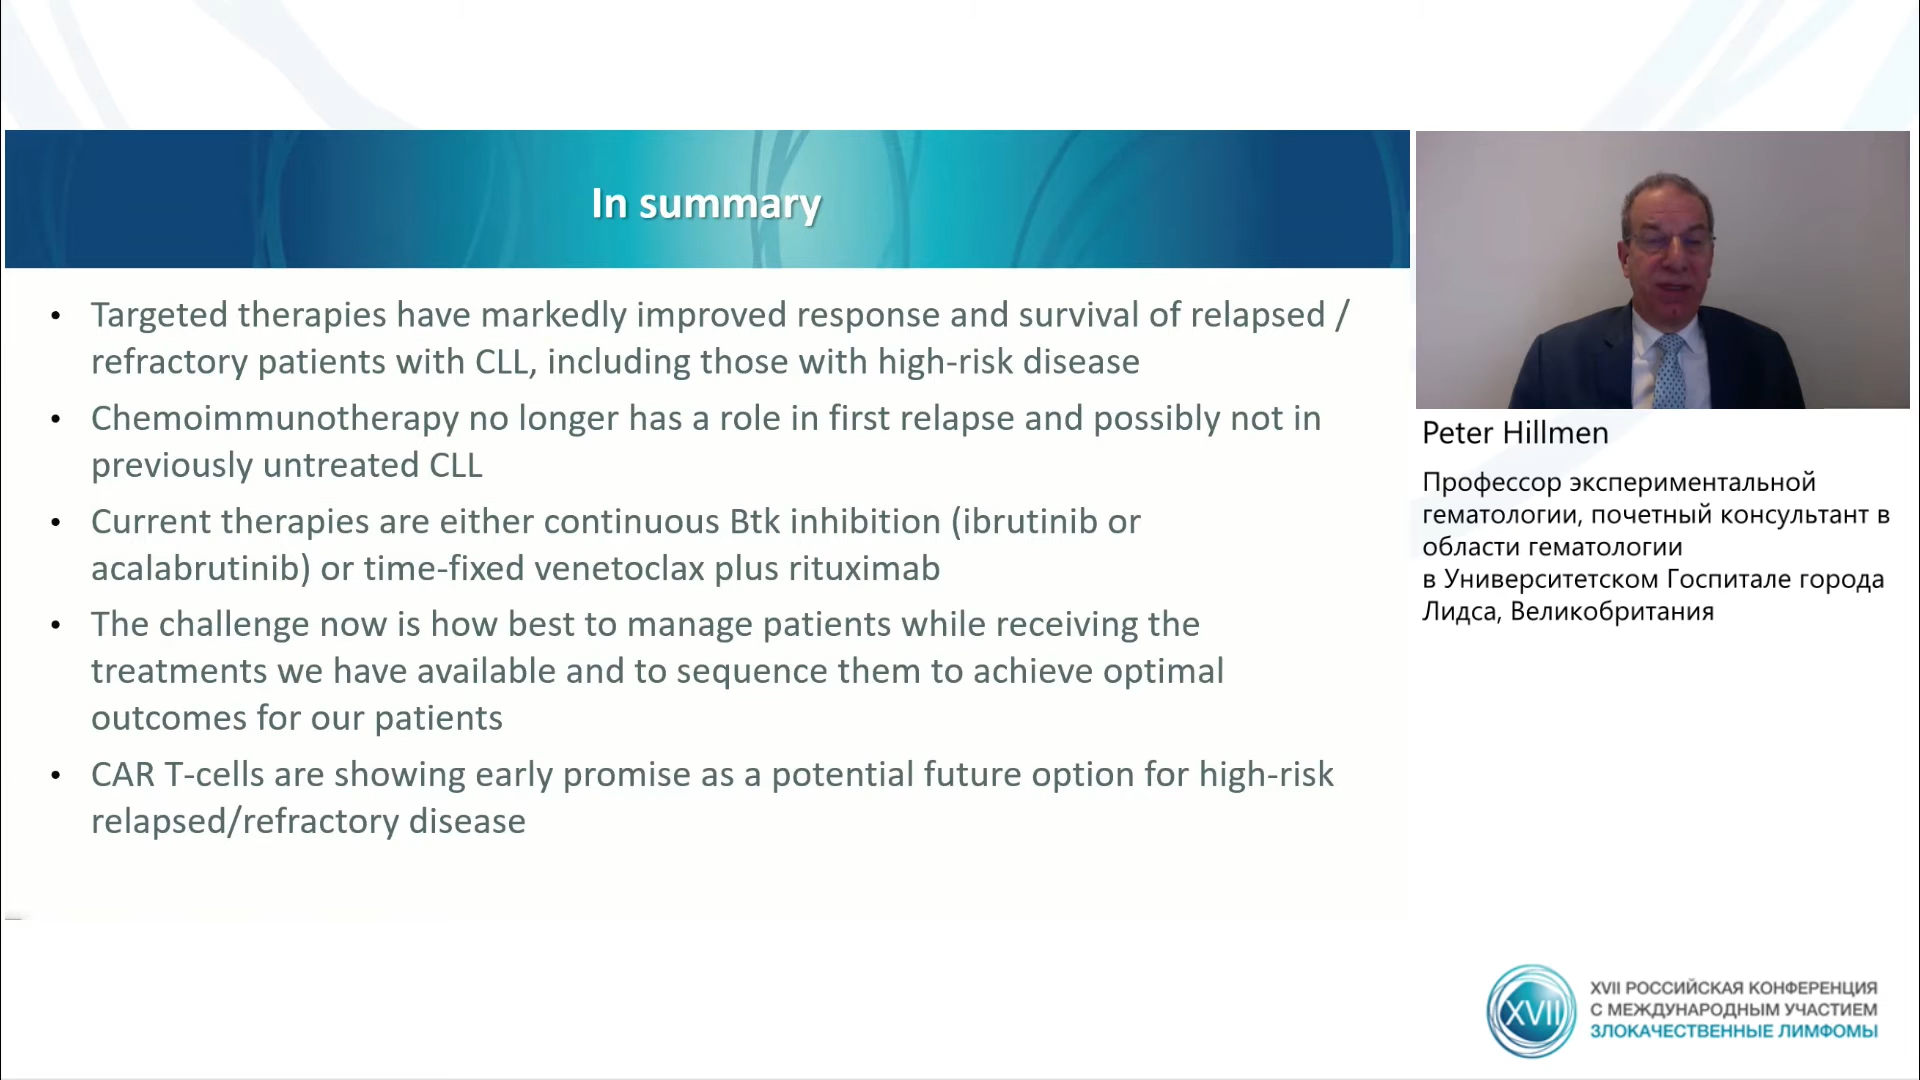 In summary
• Targeted therapies have markedly improved response and survival of relapsed /
refractory patients with CLL, including those with high-risk disease
• Chemoimmunotherapy no longer has a role in first relapse and possibly not in
previously untreated CLL
• Current therapies are either continuous Btk inhibition (ibrutinib or
acalabrutinib) or time-fixed venetoclax plus rituximab
• The challenge now is how best to manage patients while receiving the
treatments we have available and to sequence them to achieve optimal
outcomes for our patients
• CAR T-cells are showing early promise as a potential future option for high-risk
relapsed/refractory disease
Peter Hillmen
Профессор экспериментальной
гематологии, почетный консультант в
области гематологии
в Университетском Госпитале города
Лидса, Великобритания
XVII
XVII РОССИЙСКАЯ КОНФЕРЕНЦИЯ
С МЕЖДУНАРОДНЫМ УЧАСТИЕМ
ЗЛОКАЧЕСТВЕННЫЕ ЛИМФОМЫ